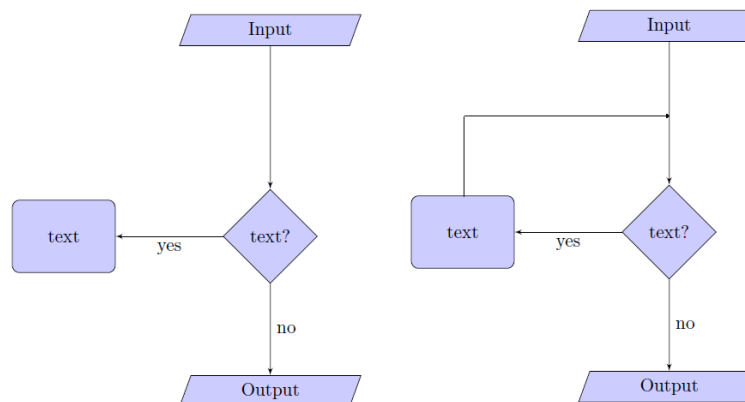 Input
text
yes
text?
no
Output
Input
text
yes
text?
no
Output